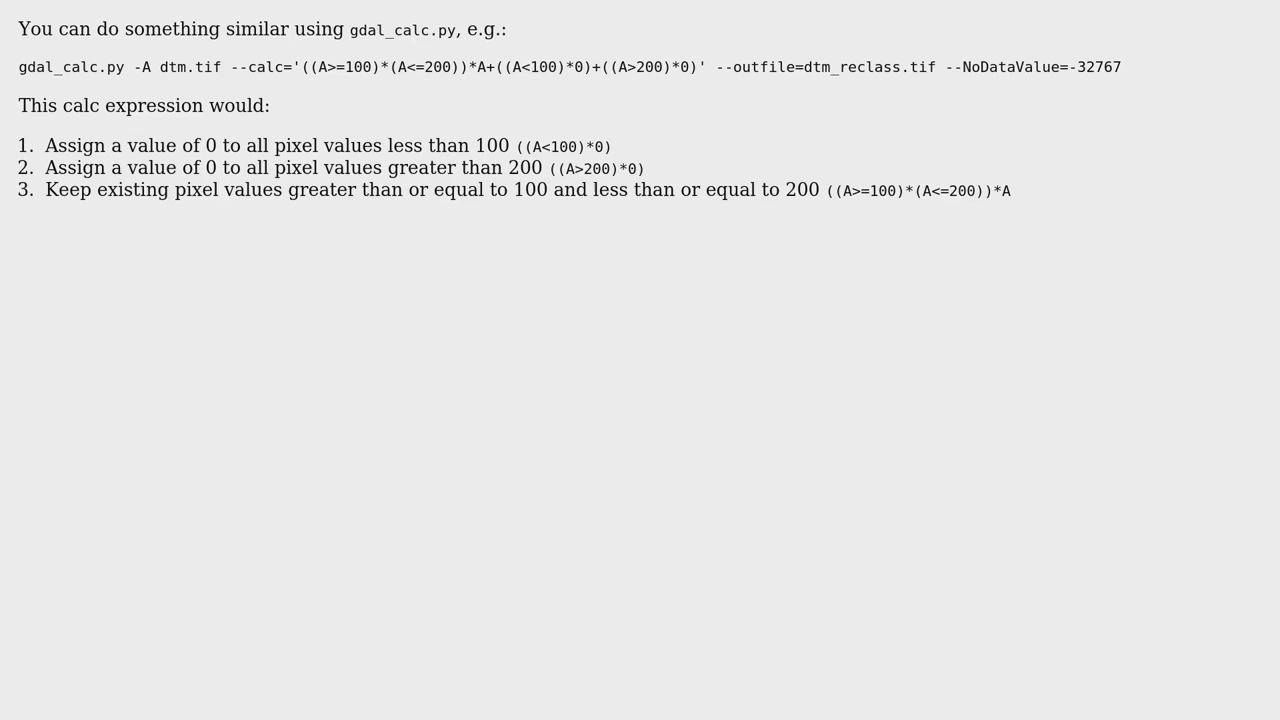 You can do something similar using gdal_calc.py, e.g.:
gdal_calc.py -A dtm.tif --calc='((A>=100)*(A<=200))*A+((A<100)*0)+((A>200)*0)' --outfile=dtm_reclass.tif --NoDataValue=-32767
This calc expression would:
1. Assign a value of 0 to all pixel values less than 100 ((A<100)*0)
2. Assign a value of 0 to all pixel values greater than 200 ((A>200)*0)
3. Keep existing pixel values greater than or equal to 100 and less than or equal to 200 ((A>=100)*(A<=200))*A